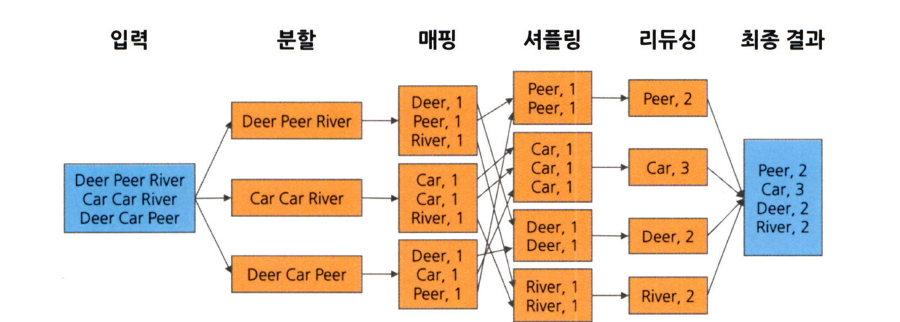 입력
분할
매핑
셔플링
리듀싱
최종 결과
Deer Peer River
Car Car River
Deer Car Peer
Deer Peer River
Car Car River
Deer Car Peer
Deer, 1
Peer, 1
River, 1
Car, 1
Car, 1
River, 1
Deer, 1
Car, 1
Peer, 1
Peer, 1
Peer, 1
Car, 1
Car, 1
Car, 1
Deer, 1
Deer, 1
River, 1
River, 1
Peer, 2
Car, 3
Deer, 2
River, 2
Peer, 2
Car, 3
Deer, 2
River, 2